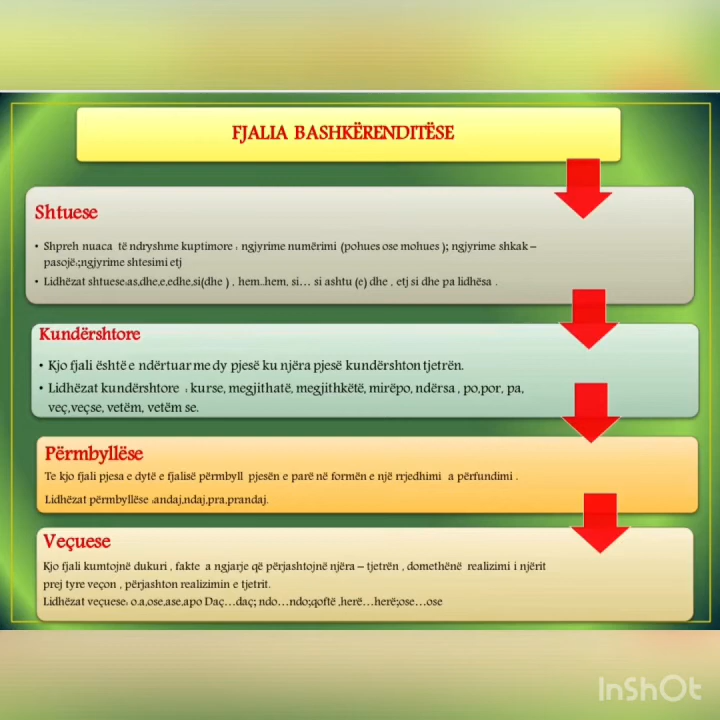 FJALIA BASHKËRENDITËSE
Shtuese
• Shpreh nuaca të ndryshme kuptimore : ngjyrime numërimi (pohues ose mohues ); ngjyrime shkak –
pasojë;;ngjyrime shtesimi etj
• Lidhëzat shtuese:as,dhe,e,edhe,si(dhe ) , hem..hem, si… si ashtu (e) dhe , etj si dhe pa lidhësa .
Kundërshtore
• Kjo fjali është e ndërtuar me dy pjesë ku njëra pjesë kundërshton tjetrën.
• Lidhëzat kundërshtore : kurse, megjithatë, megjithkëtë, mirëpo, ndërsa , po,por, pa,
veç,veçse, vetëm, vetëm se.
Përmbyllëse
Te kjo fjali pjesa e dytë e fjalisë përmbyll pjesën e parë në formën e një rrjedhimi a përfundimi .
Lidhëzat përmbyllëse :andaj,ndaj,pra,prandaj.
Veçuese
Kjo fjali kumtojnë dukuri , fakte a ngjarje që përjashtojnë njëra – tjetrën , domethënë realizimi i njërit
prej tyre veçon , përjashton realizimin e tjetrit.
Lidhëzat veçuese: o.a,ose,ase,apo Daç…daç; ndo…ndo;qoftë ,herë…herë;ose…ose
InShOt